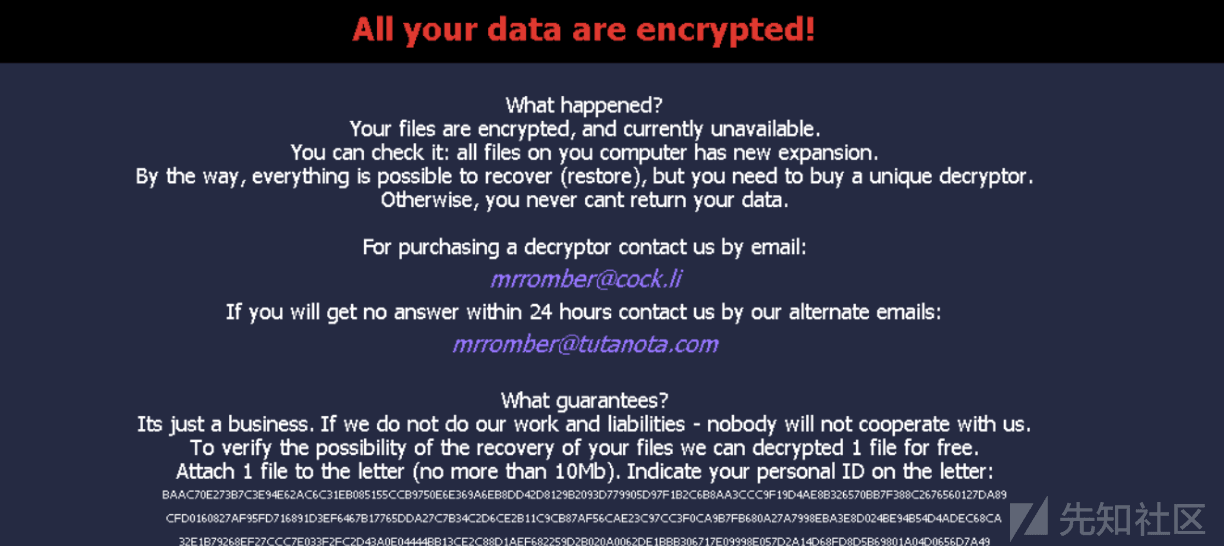 All your data are encrypted!
What happened?
Your files are encrypted, and currently unavailable.
You can check it: all files on you computer has new expansion.
By the way, everything is possible to recover (restore), but you need to buy a unique decryptor.
Otherwise, you never cant return your data.
For purchasing a decryptor contact us by email:
mrromber@cock.li
If you will get no answer within 24 hours contact us by our alternate emails:
mrromber@tutanota.com
What guarantees?
Its just a business. If we do not do our work and liabilities - nobody will not cooperate with us.
To verify the possibility of the recovery of your files we can decrypted 1 file for free.
Attach 1 file to the letter (no more than 10Mb). Indicate your personal ID on the letter:
BAAC70E273B7C3E94E62AC6C31EB085155CCB9750E6E369A6EB8DD42D8129B2093D779905D97F1B2C6B8AA3CCC9F19D4AE8B326570BB7F388C2676560127DA89
CFD0160827AF95FD716891D3EF6467B17765DDA27C7B34C2D6CE2B11C9CB87AF56CAE23C97CC3F0CA9B7FB680A27A7998EBA3E8D024BE94B54D4ADEC68CA
32E1B79268EF27CCC7E033F2FC2D43A0E04444BB13CE2C88D1AEF682259D2B020A0062DE1BBB306717E09998E057D2A14D68FD8D5B69801A04D0656D7A49
先知社区